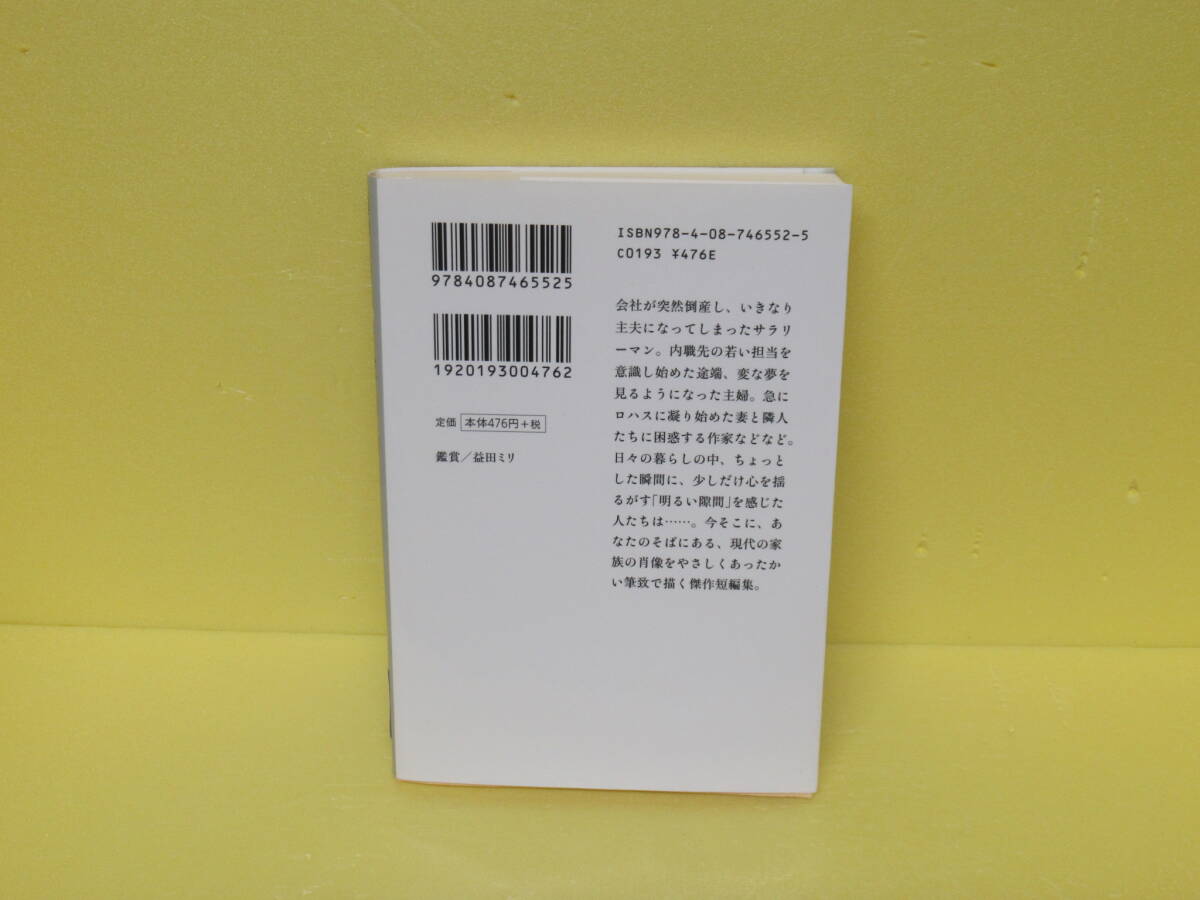 9784087465525
1920193004762
定価 本体476円+税
鑑賞/益田ミリ
ISBN978-4-08-746552-5
C0193 ¥476E
会社が突然倒産し、いきなり
主夫になってしまったサラリ
ーマン。内職先の若い担当を
意識し始めた途端、変な夢を
見るようになった主婦。急に
ロハスに凝り始めた妻と隣人
たちに困惑する作家などなど。
日々の暮らしの中、ちょっと
した瞬間に、少しだけ心を揺
るがす「明るい隙間」を感じた
人たちは……。今そこに、あ
なたのそばにある、現代の家
族の肖像をやさしくあったか
い筆致で描く傑作短編集。